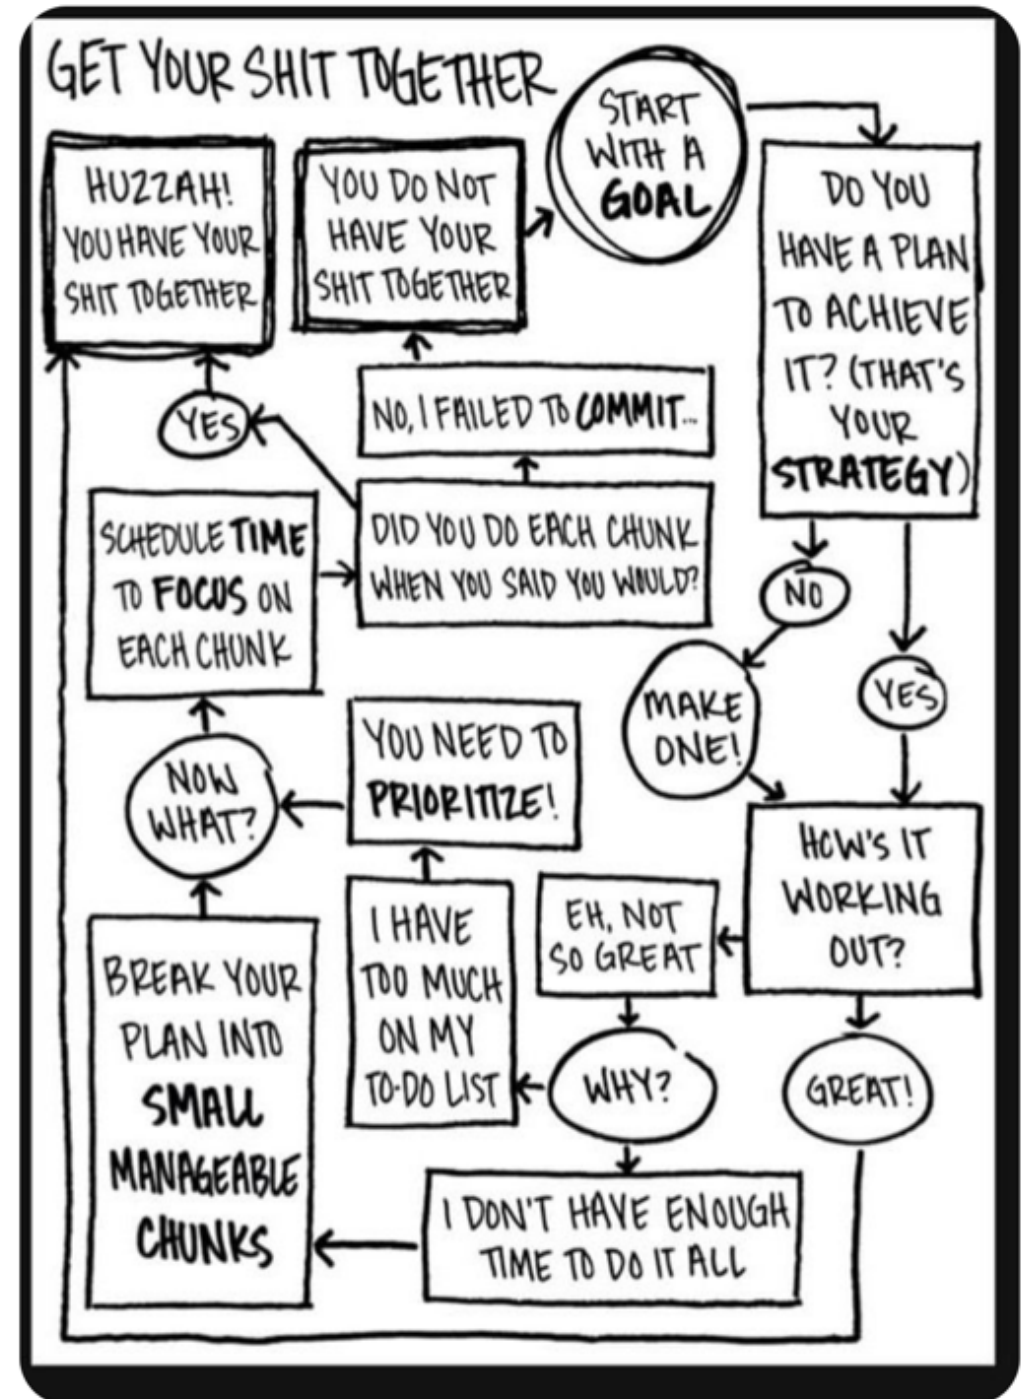 GET YOUR SHIT TOGETHER
START
WITH A
GOAL
DO YOU
HAVE A PLAN
TO ACHIEVE
IT? (THAT'S
YOUR
STRATEGY)
NO
MAKE
ONE!
YES
HOW'S IT
WORKING
OUT?
GREAT!
EH, NOT
SO GREAT
WHY?
I HAVE
TOO MUCH
ON MY
TO-DO LIST
YOU NEED TO
PRIORITIZE!
I DON'T HAVE ENOUGH
TIME TO DO IT ALL
BREAK YOUR
PLAN INTO
SMALL
MANAGEABLE
CHUNKS
NOW
WHAT?
SCHEDULE TIME
TO FOCUS ON
EACH CHUNK
DID YOU DO EACH CHUNK
WHEN YOU SAID YOU WOULD?
YES
HUZZAH!
YOU HAVE YOUR
SHIT TOGETHER
NO, I FAILED TO COMMIT...
YOU DO NOT
HAVE YOUR
SHIT TOGETHER